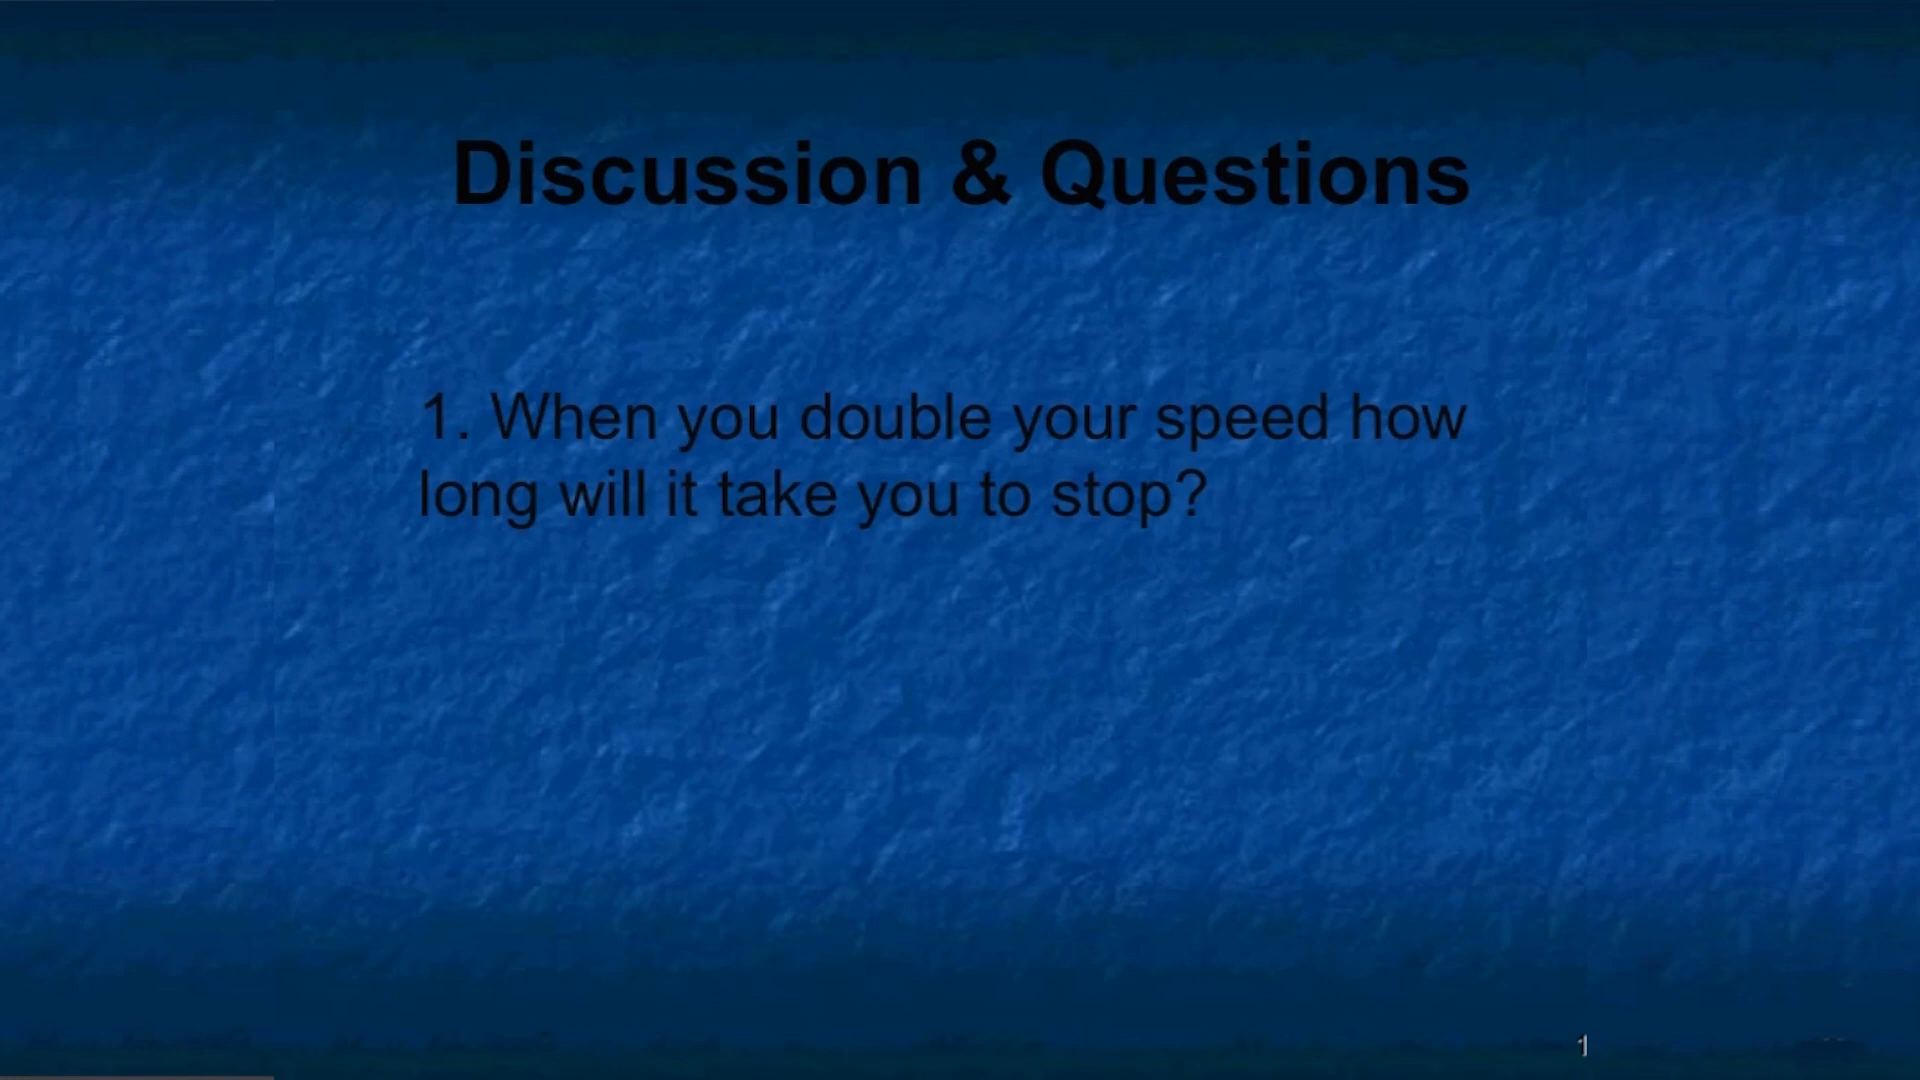 Discussion & Questions
1. When you double your speed how
long will it take you to stop?
1